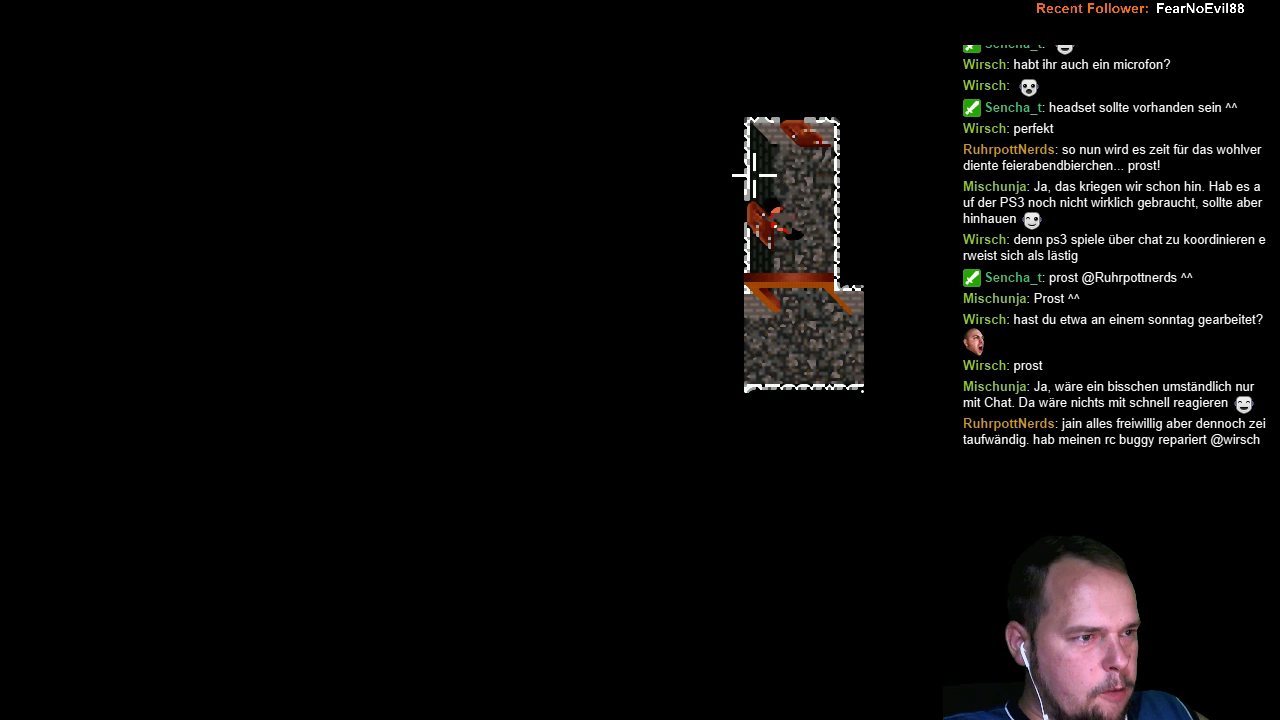 Recent Follower: FearNoEvil88
Sencha_t:
Wirsch: habt ihr auch ein microfon?
Wirsch:
Sencha_t: headset sollte vorhanden sein ^^
Wirsch: perfekt
RuhrpottNerds: so nun wird es zeit für das wohlver
diente feierabendbierchen... prost!
Mischunja: Ja, das kriegen wir schon hin. Hab es a
uf der PS3 noch nicht wirklich gebraucht, sollte aber
hinhauen
Wirsch: denn ps3 spiele über chat zu koordinieren e
rweist sich als lästig
Sencha_t: prost @Ruhrpottnerds ^^
Mischunja: Prost ^^
Wirsch: hast du etwa an einem sonntag gearbeitet?
Wirsch: prost
Mischunja: Ja, wäre ein bisschen umständlich nur
mit Chat. Da wäre nichts mit schnell reagieren
RuhrpottNerds: jain alles freiwillig aber dennoch zei
taufwändig. hab meinen rc buggy repariert @wirsch